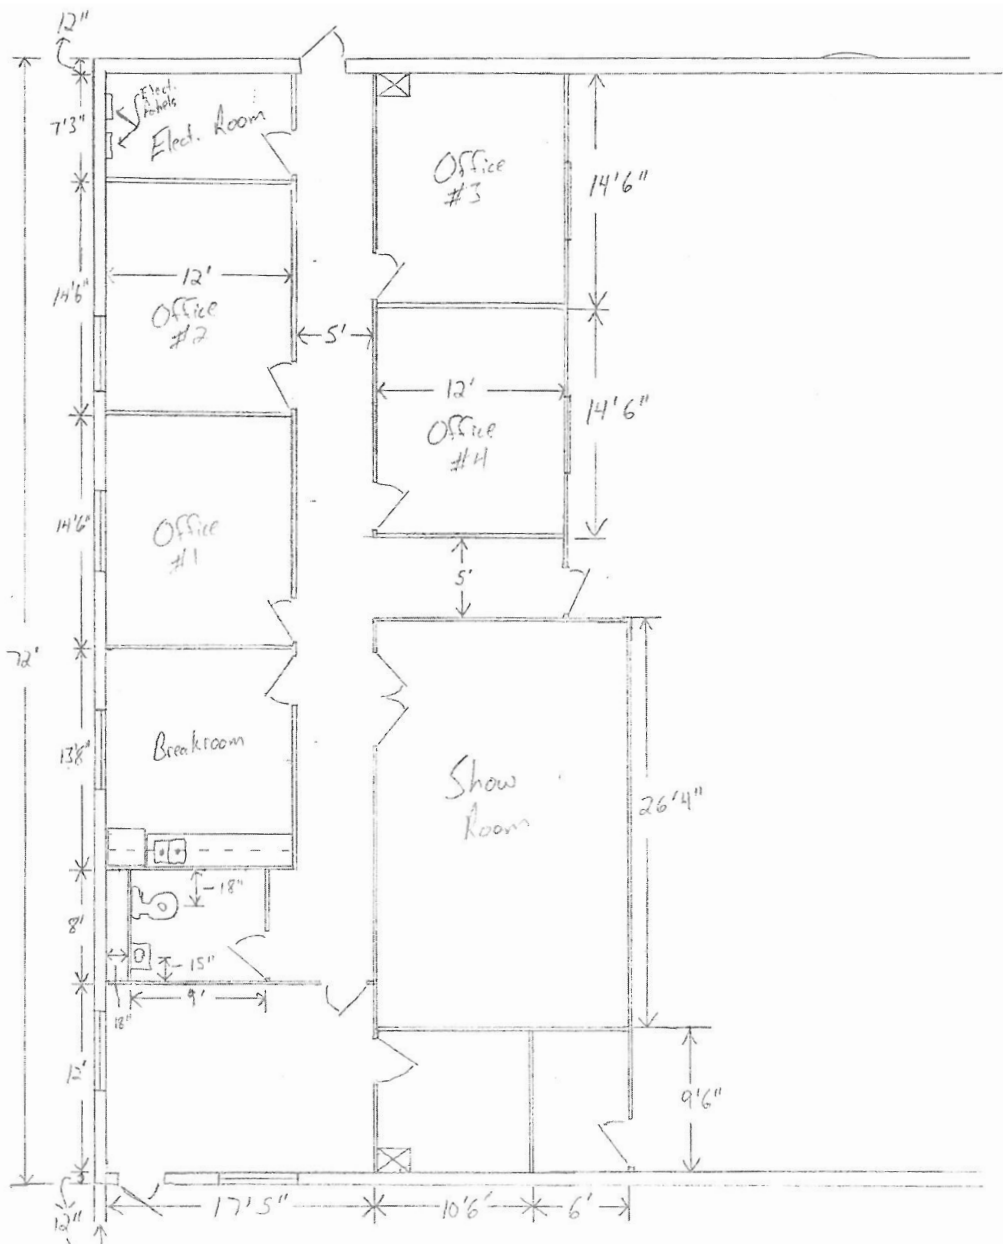 12"
7'3"
Elect.
Panels
Elect. Room
Office
#3
14'6"
14'6"
12'
Office
#2
5'
12'
Office
#4
14'6"
14'6"
Office
#1
5'
72'
13'8"
Breakroom
Show
Room
26'4"
8'
18"
15"
9'
18"
12'
9'6"
17'5"
10'6"
6'
12"